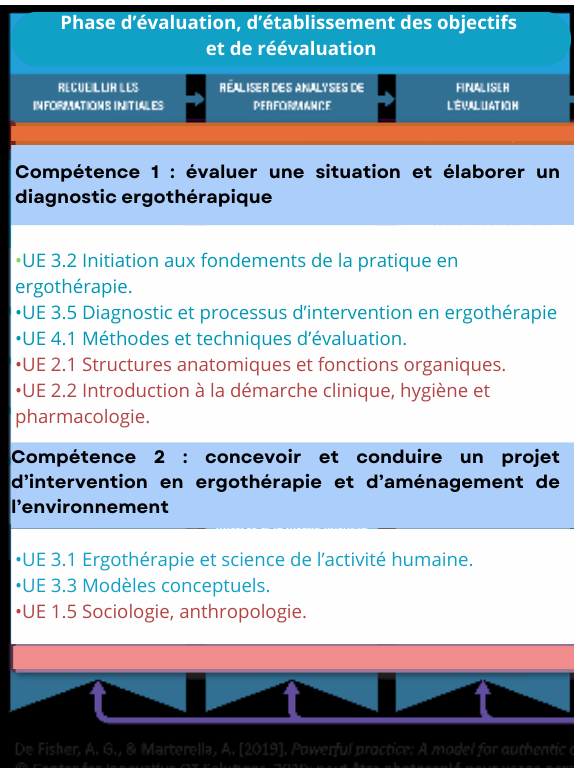 Phase d’évaluation, d’établissement des objectifs
et de réévaluation
RECUEILLIR LES
INFORMATIONS INITIALES
RÉALISER DES ANALYSES DE
PERFORMANCE
FINALISER
L'ÉVALUATION
Compétence 1 : évaluer une situation et élaborer un
diagnostic ergothérapique
•UE 3.2 Initiation aux fondements de la pratique en
ergothérapie.
•UE 3.5 Diagnostic et processus d’intervention en ergothérapie
•UE 4.1 Méthodes et techniques d’évaluation.
•UE 2.1 Structures anatomiques et fonctions organiques.
•UE 2.2 Introduction à la démarche clinique, hygiène et
pharmacologie.
Compétence 2 : concevoir et conduire un projet
d’intervention en ergothérapie et d’aménagement de
l’environnement
•UE 3.1 Ergothérapie et science de l’activité humaine.
•UE 3.3 Modèles conceptuels.
•UE 1.5 Sociologie, anthropologie.
De Fisher, A. G., & Marterella, A. [2019]. Powerful practice: A model for authentic
© Center for Innovative OT Solutions, 2019;